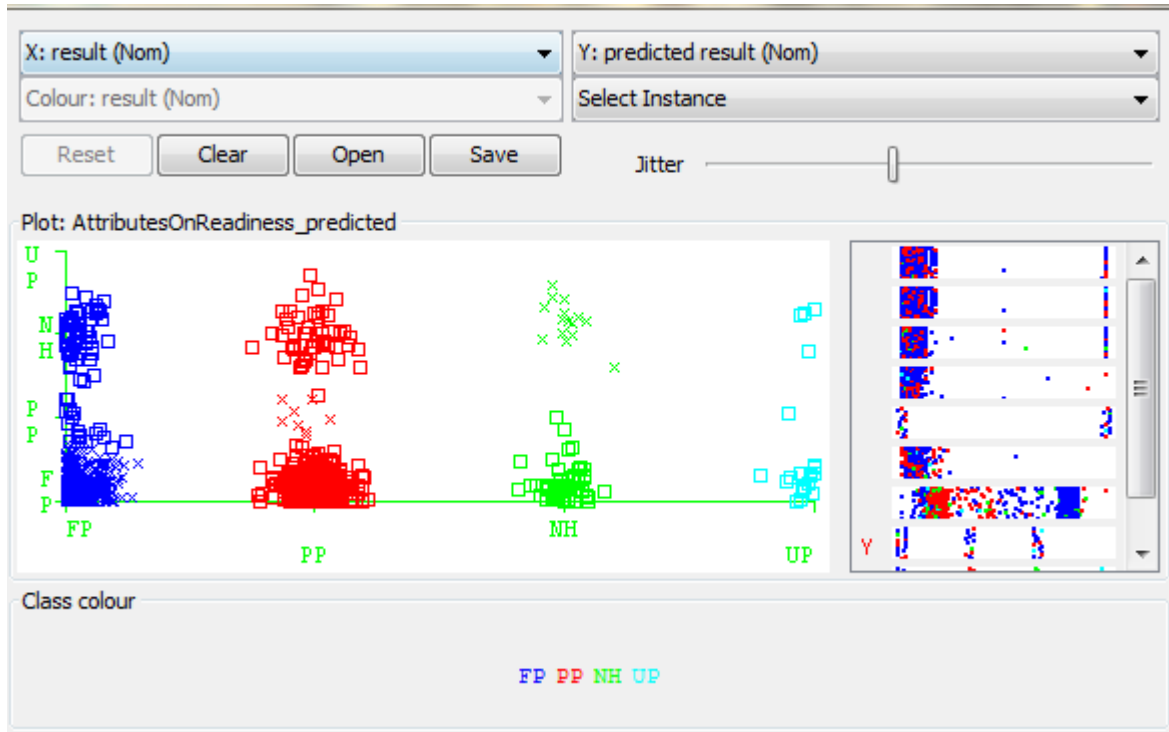 X: result (Nom)
Y: predicted result (Nom)
Colour: result (Nom)
Select Instance
Reset
Clear
Open
Save
Jitter
Plot: AttributesOnReadiness_predicted
U
P
N
H
P
P
F
P
FP
PP
NH
UP
Y
Class colour
FP PP NH UP